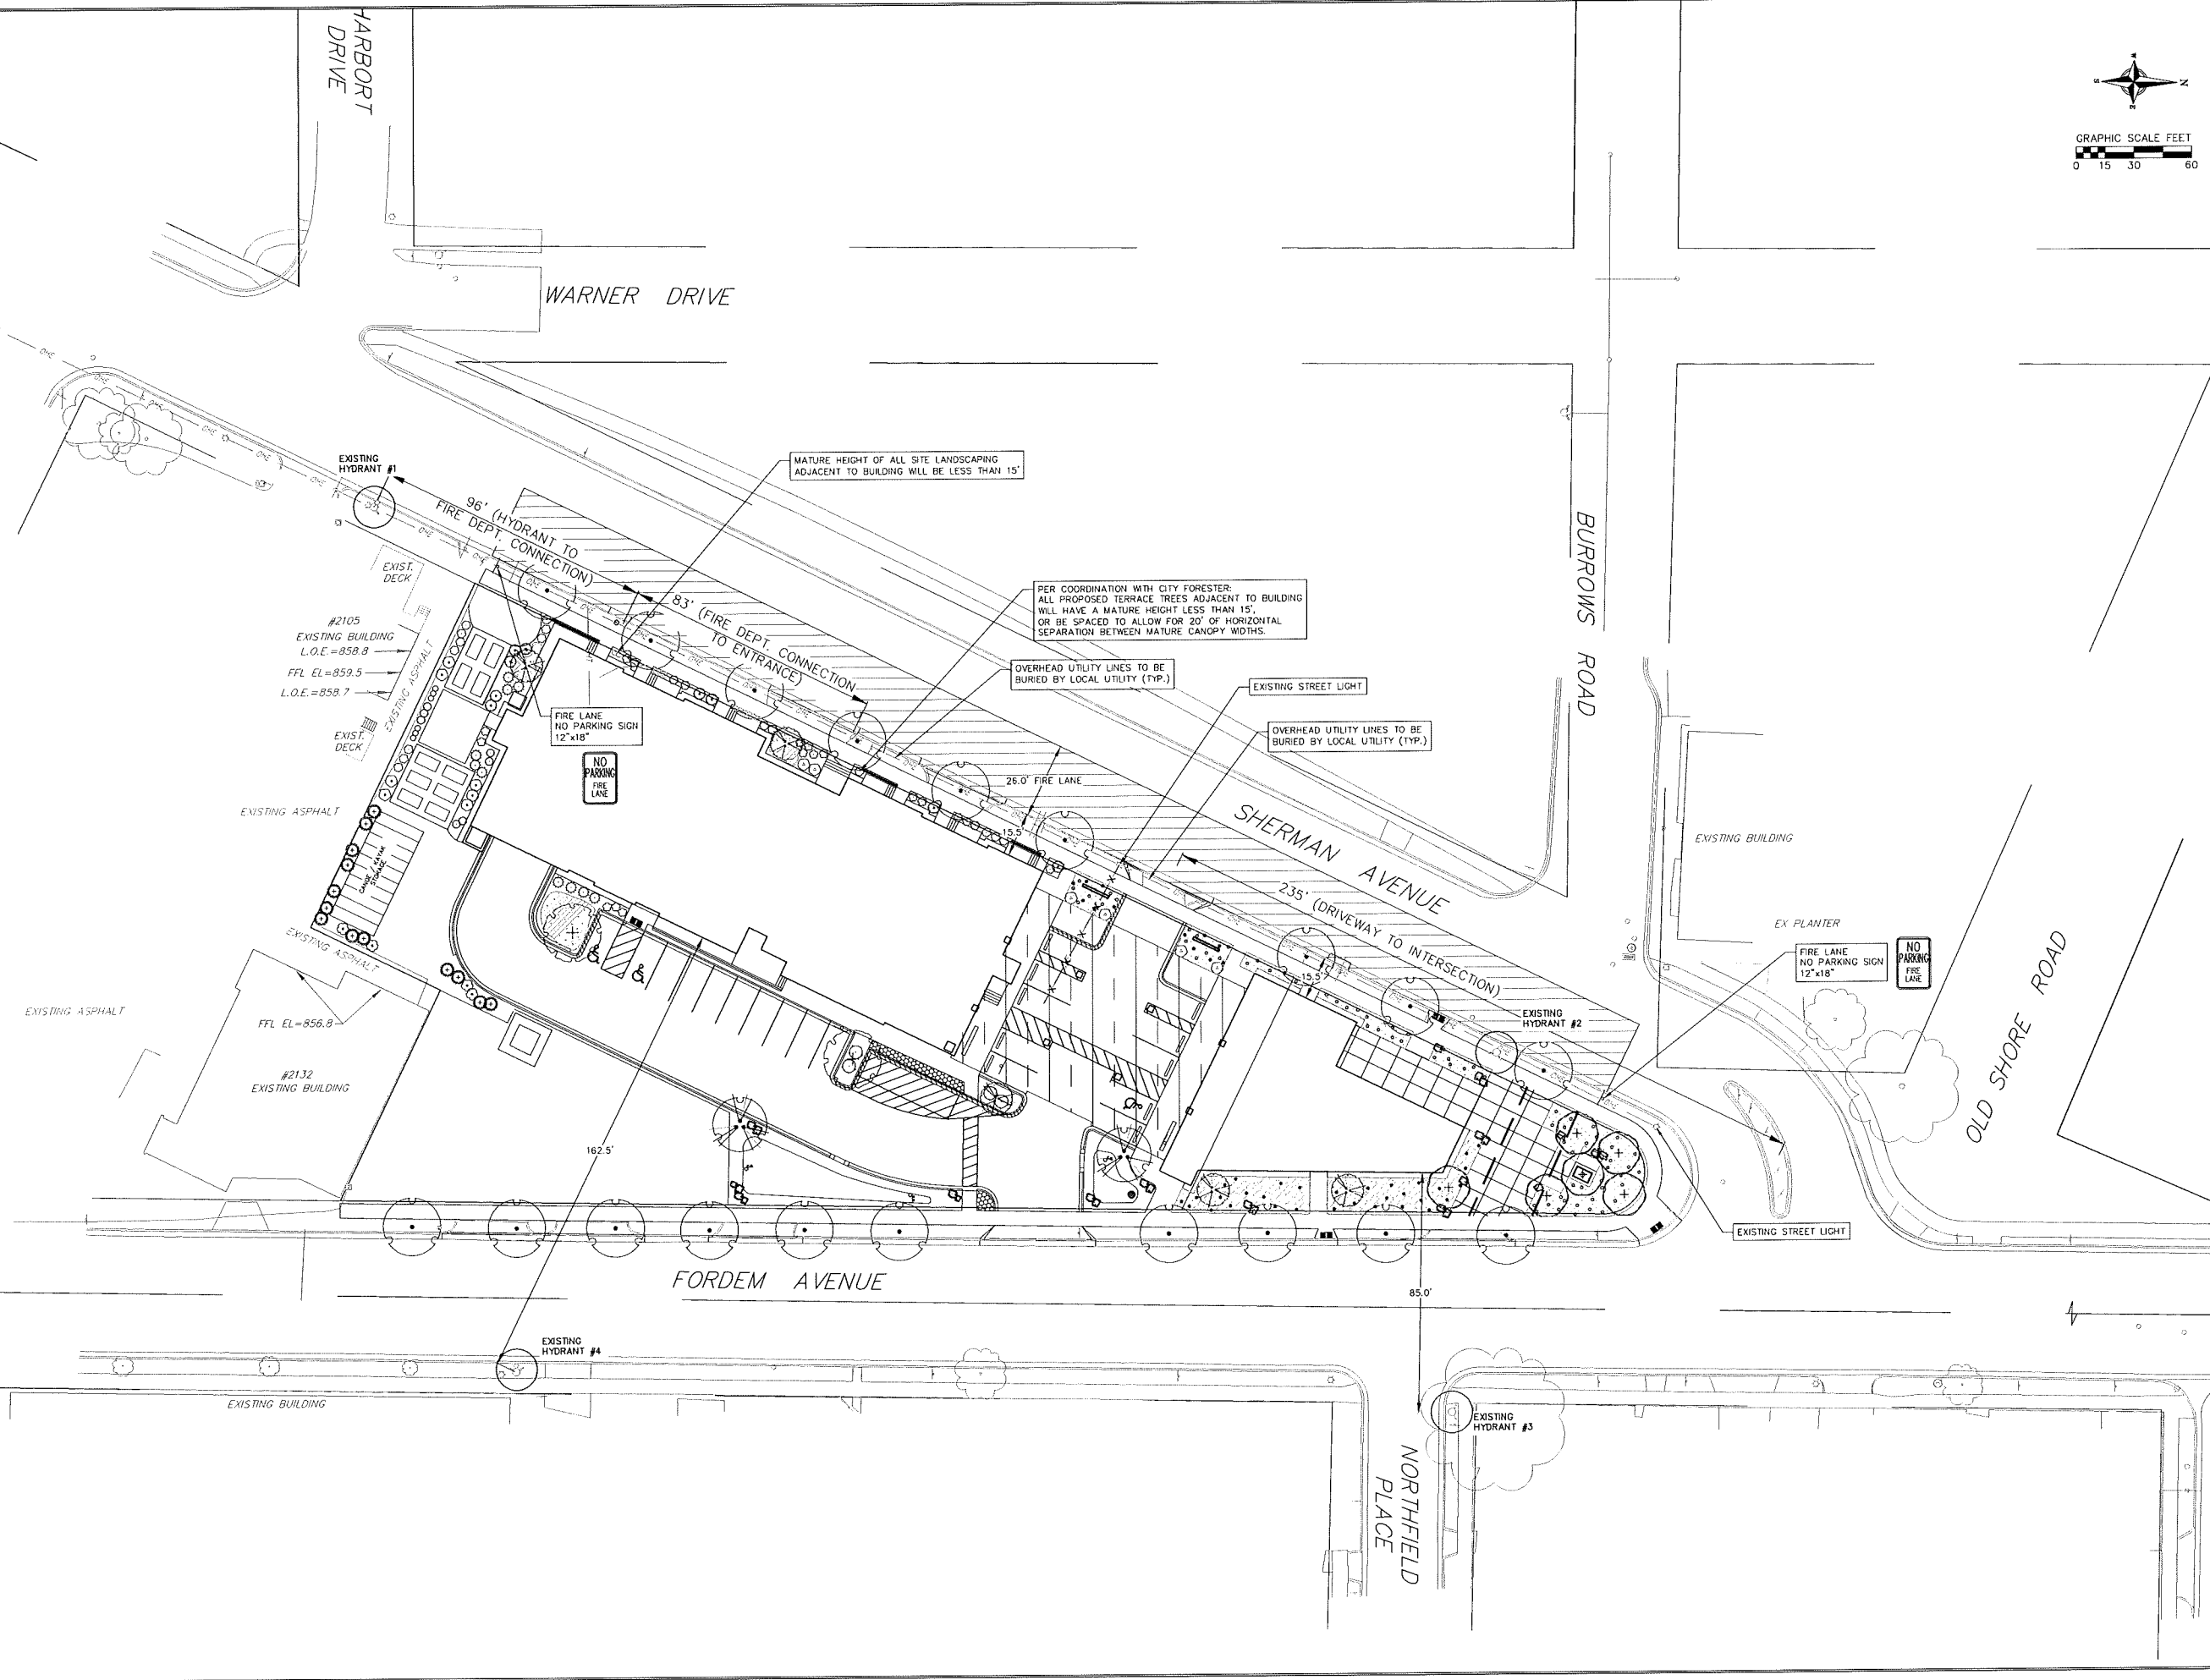 HARBORT
DRIVE
W
S
N
E
GRAPHIC SCALE FEET
0 15 30 60
WARNER DRIVE
OHE
EXISTING
HYDRANT #1
MATURE HEIGHT OF ALL SITE LANDSCAPING
ADJACENT TO BUILDING WILL BE LESS THAN 15'
96' (HYDRANT TO
FIRE DEPT. CONNECTION)
83' (FIRE DEPT. CONNECTION
TO ENTRANCE)
BURROWS ROAD
EXIST.
DECK
PER COORDINATION WITH CITY FORESTER:
ALL PROPOSED TERRACE TREES ADJACENT TO BUILDING
WILL HAVE A MATURE HEIGHT LESS THAN 15',
OR BE SPACED TO ALLOW FOR 20' OF HORIZONTAL
SEPARATION BETWEEN MATURE CANOPY WIDTHS.
#2105
EXISTING BUILDING
L.O.E.=858.8
FFL EL=859.5
L.O.E.=858.7
EXISTING ASPHALT
OVERHEAD UTILITY LINES TO BE
BURIED BY LOCAL UTILITY (TYP.)
EXISTING STREET LIGHT
FIRE LANE
NO PARKING SIGN
12"x18"
EXIST.
DECK
OVERHEAD UTILITY LINES TO BE
BURIED BY LOCAL UTILITY (TYP.)
NO
PARKING
FIRE
LANE
26.0' FIRE LANE
EXISTING ASPHALT
15.5'
SHERMAN AVENUE
EXISTING BUILDING
CANOE / KAYAK
STORAGE
235' (DRIVEWAY TO INTERSECTION)
EX PLANTER
EXISTING ASPHALT
FIRE LANE
NO PARKING SIGN
12"x18"
NO
PARKING
FIRE
LANE
OLD SHORE ROAD
15.5'
EXISTING ASPHALT
FFL EL=856.8
EXISTING
HYDRANT #2
#2132
EXISTING BUILDING
162.5'
EXISTING STREET LIGHT
FORDEM AVENUE
85.0'
EXISTING
HYDRANT #4
EXISTING BUILDING
EXISTING
HYDRANT #3
NORTHFIELD
PLACE